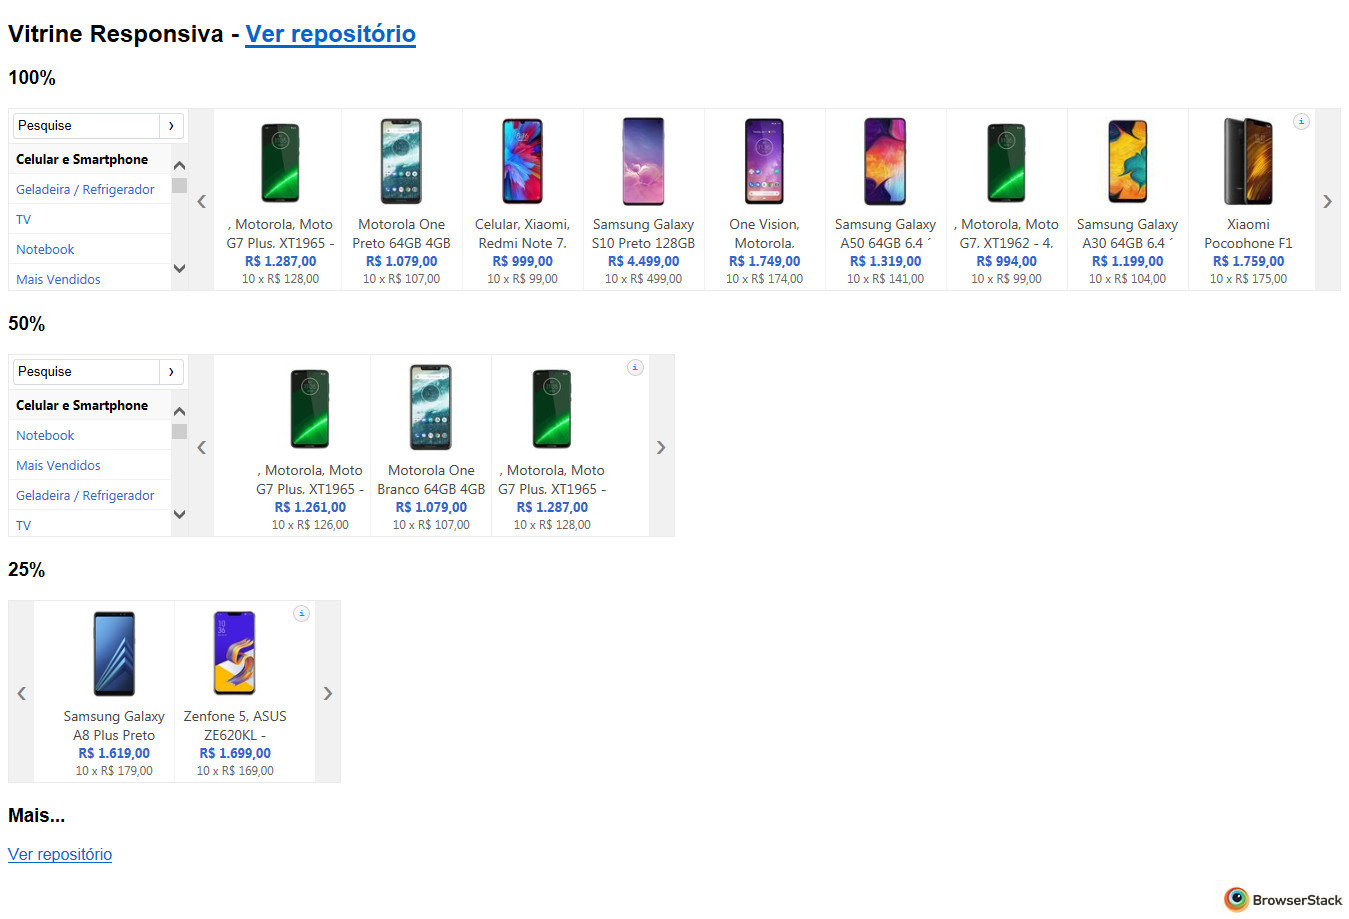 Vitrine Responsiva - Ver repositório
100%
Pesquise ›
Celular e Smartphone
Geladeira / Refrigerador
TV
Notebook
Mais Vendidos
, Motorola, Moto
G7 Plus. XT1965 -
R$ 1.287,00
10 x R$ 128,00
Motorola One
Preto 64GB 4GB
R$ 1.079,00
10 x R$ 107,00
Celular, Xiaomi,
Redmi Note 7.
R$ 999,00
10 x R$ 99,00
Samsung Galaxy
S10 Preto 128GB
R$ 4.499,00
10 x R$ 499,00
One Vision,
Motorola.
R$ 1.749,00
10 x R$ 174,00
Samsung Galaxy
A50 64GB 6.4 ´
R$ 1.319,00
10 x R$ 141,00
, Motorola, Moto
G7. XT1962 - 4.
R$ 994,00
10 x R$ 99,00
Samsung Galaxy
A30 64GB 6.4 ´
R$ 1.199,00
10 x R$ 104,00
Xiaomi
Pocophone F1
R$ 1.759,00
10 x R$ 175,00
i
50%
Pesquise ›
Celular e Smartphone
Notebook
Mais Vendidos
Geladeira / Refrigerador
TV
, Motorola, Moto
G7 Plus. XT1965 -
R$ 1.261,00
10 x R$ 126,00
Motorola One
Branco 64GB 4GB
R$ 1.079,00
10 x R$ 107,00
, Motorola, Moto
G7 Plus. XT1965 -
R$ 1.287,00
10 x R$ 128,00
i
25%
Samsung Galaxy
A8 Plus Preto
R$ 1.619,00
10 x R$ 179,00
Zenfone 5, ASUS
ZE620KL -
R$ 1.699,00
10 x R$ 169,00
i
Mais...
Ver repositório
BrowserStack